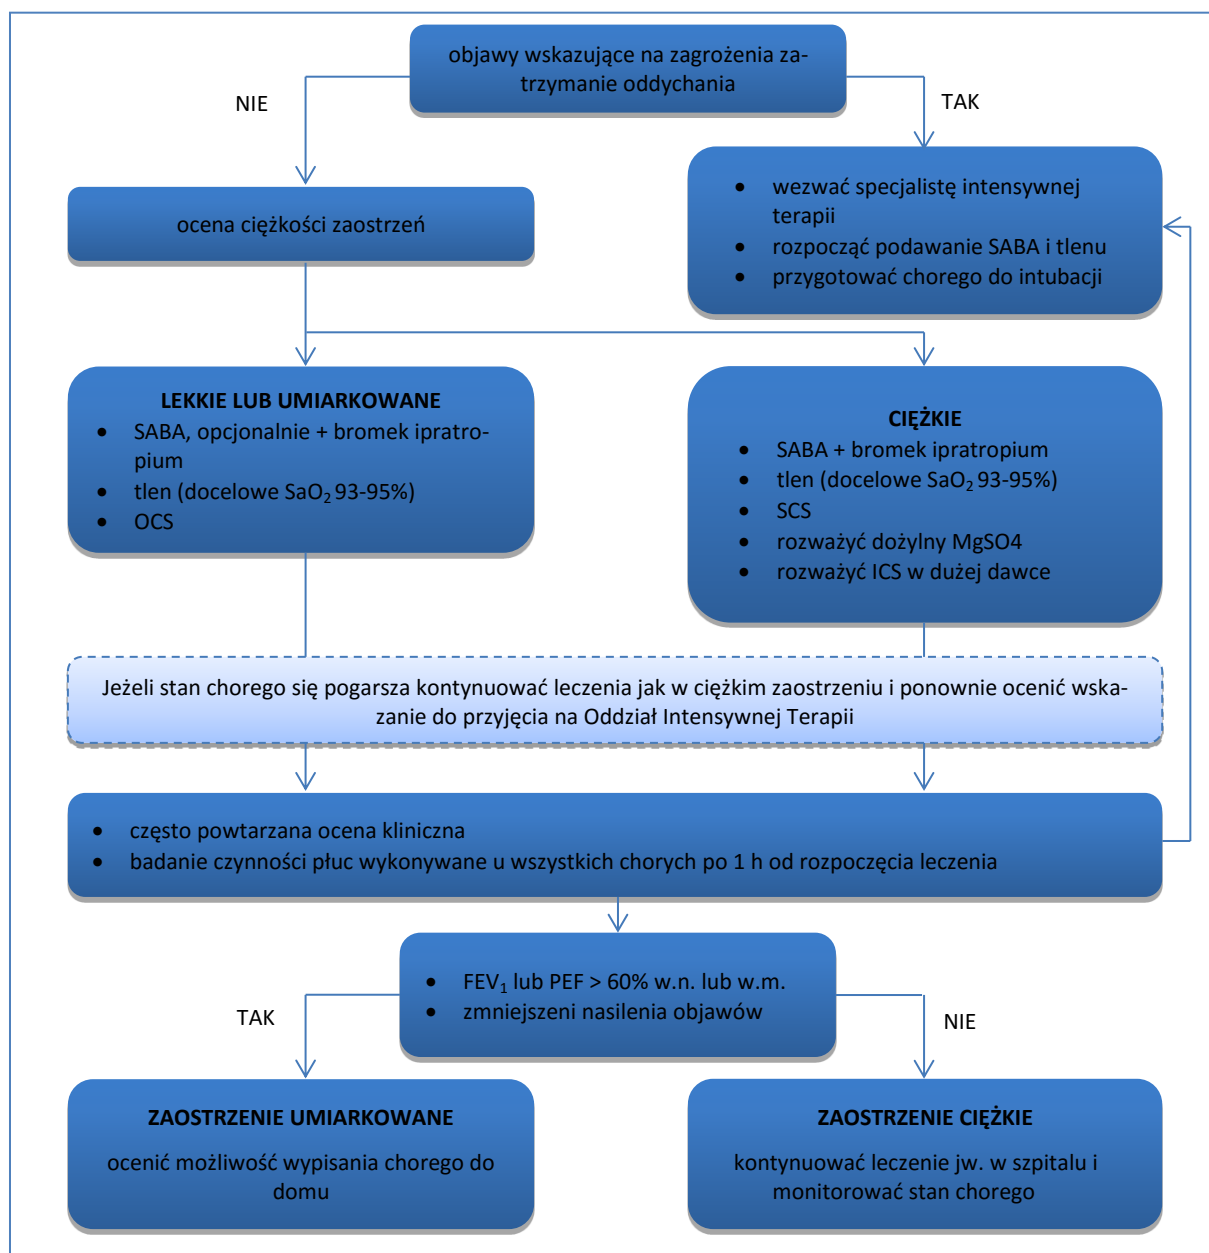 objawy wskazujące na zagrożenia za-
trzymanie oddychania
NIE
TAK
ocena ciężkości zaostrzeń
• wezwać specjalistę intensywnej
terapii
• rozpocząć podawanie SABA i tlenu
• przygotować chorego do intubacji
LEKKIE LUB UMIARKOWANE
• SABA, opcjonalnie + bromek ipratro-
pium
• tlen (docelowe SaO₂ 93-95%)
• OCS
CIĘŻKIE
• SABA + bromek ipratropium
• tlen (docelowe SaO₂ 93-95%)
• SCS
• rozważyć dożylny MgSO4
• rozważyć ICS w dużej dawce
Jeżeli stan chorego się pogarsza kontynuować leczenia jak w ciężkim zaostrzeniu i ponownie ocenić wska-
zanie do przyjęcia na Oddział Intensywnej Terapii
• często powtarzana ocena kliniczna
• badanie czynności płuc wykonywane u wszystkich chorych po 1 h od rozpoczęcia leczenia
• FEV₁ lub PEF > 60% w.n. lub w.m.
• zmniejszeni nasilenia objawów
TAK
NIE
ZAOSTRZENIE UMIARKOWANE
ocenić możliwość wypisania chorego do
domu
ZAOSTRZENIE CIĘŻKIE
kontynuować leczenie jw. w szpitalu i
monitorować stan chorego